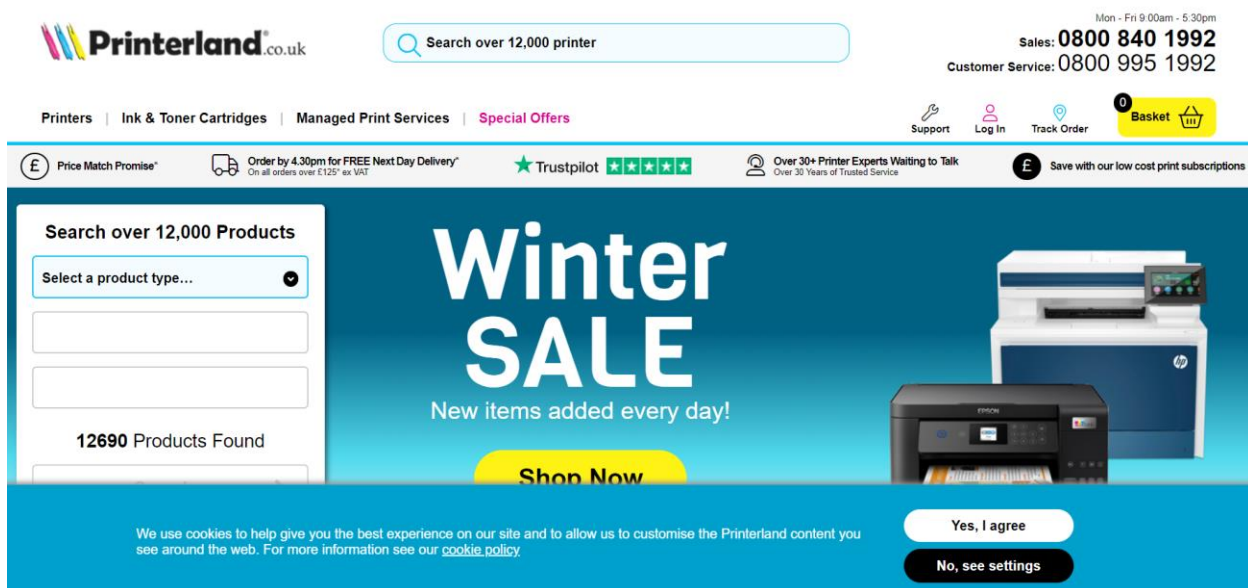 Mon - Fri 9:00am - 5:30pm
Printerland.co.uk
Search over 12,000 printer
Sales: 0800 840 1992
Customer Service: 0800 995 1992
Printers | Ink & Toner Cartridges | Managed Print Services | Special Offers
Support
Log In
Track Order
0
Basket
£ Price Match Promise*
Order by 4.30pm for FREE Next Day Delivery*
On all orders over £125* ex VAT
Trustpilot
Over 30+ Printer Experts Waiting to Talk
Over 30 Years of Trusted Service
£ Save with our low cost print subscriptions
Search over 12,000 Products
Select a product type...
12690 Products Found
Winter
SALE
New items added every day!
Shop Now
hp
EPSON
We use cookies to help give you the best experience on our site and to allow us to customise the Printerland content you
see around the web. For more information see our cookie policy
Yes, I agree
No, see settings